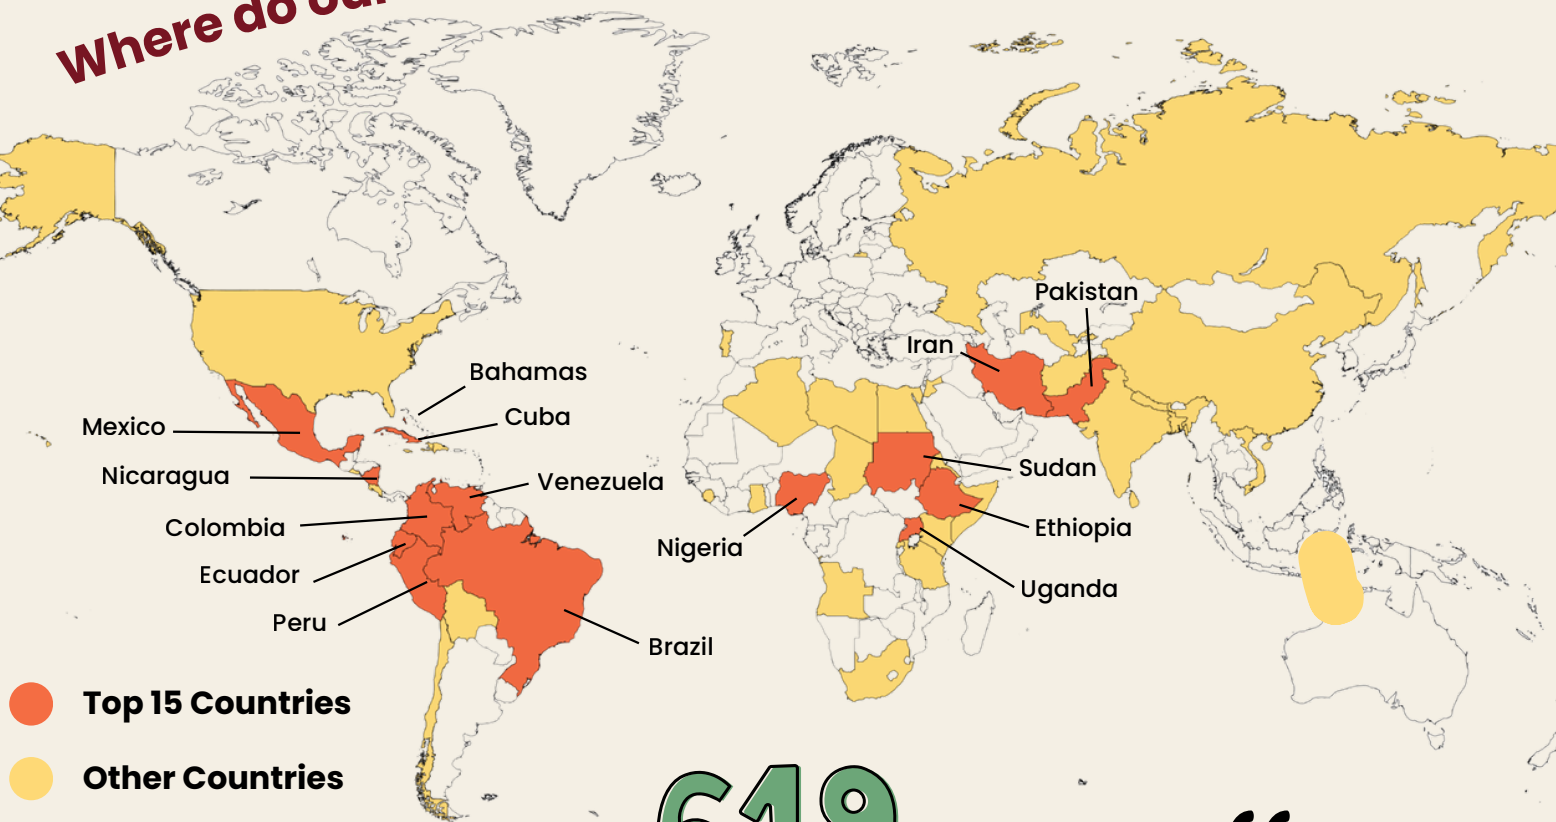 Where do our
Pakistan
Iran
Bahamas
Cuba
Mexico
Nicaragua
Venezuela
Sudan
Colombia
Ethiopia
Nigeria
Ecuador
Uganda
Peru
Brazil
Top 15 Countries
Other Countries
619
“